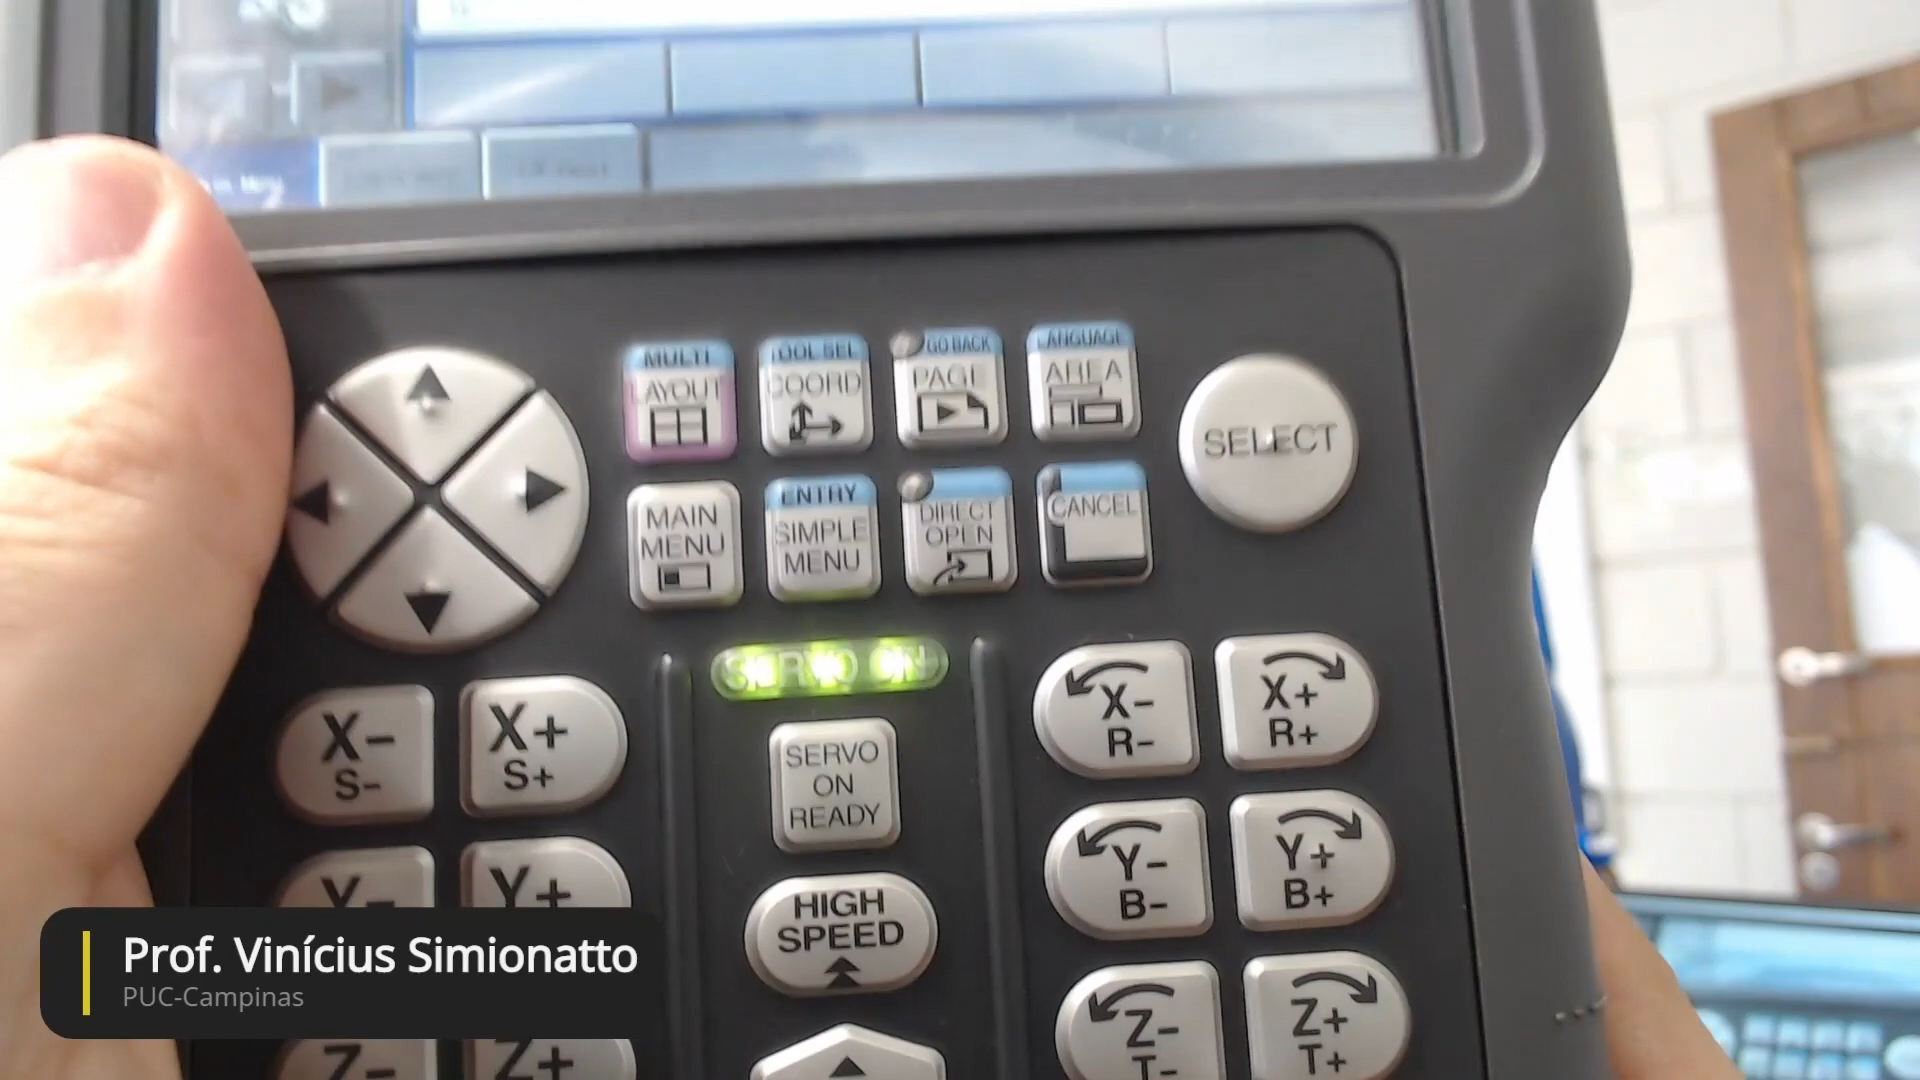 MULTI
LAYOUT
TOOL SEL
COORD
GO BACK
PAGE
LANGUAGE
AREA
SELECT
MAIN
MENU
ENTRY
SIMPLE
MENU
DIRECT
OPEN
CANCEL
SERVO ON
X-
S-
X+
S+
SERVO
ON
READY
X-
R-
X+
R+
Y-
Y+
HIGH
SPEED
Y-
B-
Y+
B+
Z-
Z+
Z-
T-
Z+
T+
Prof. Vinícius Simionatto
PUC-Campinas